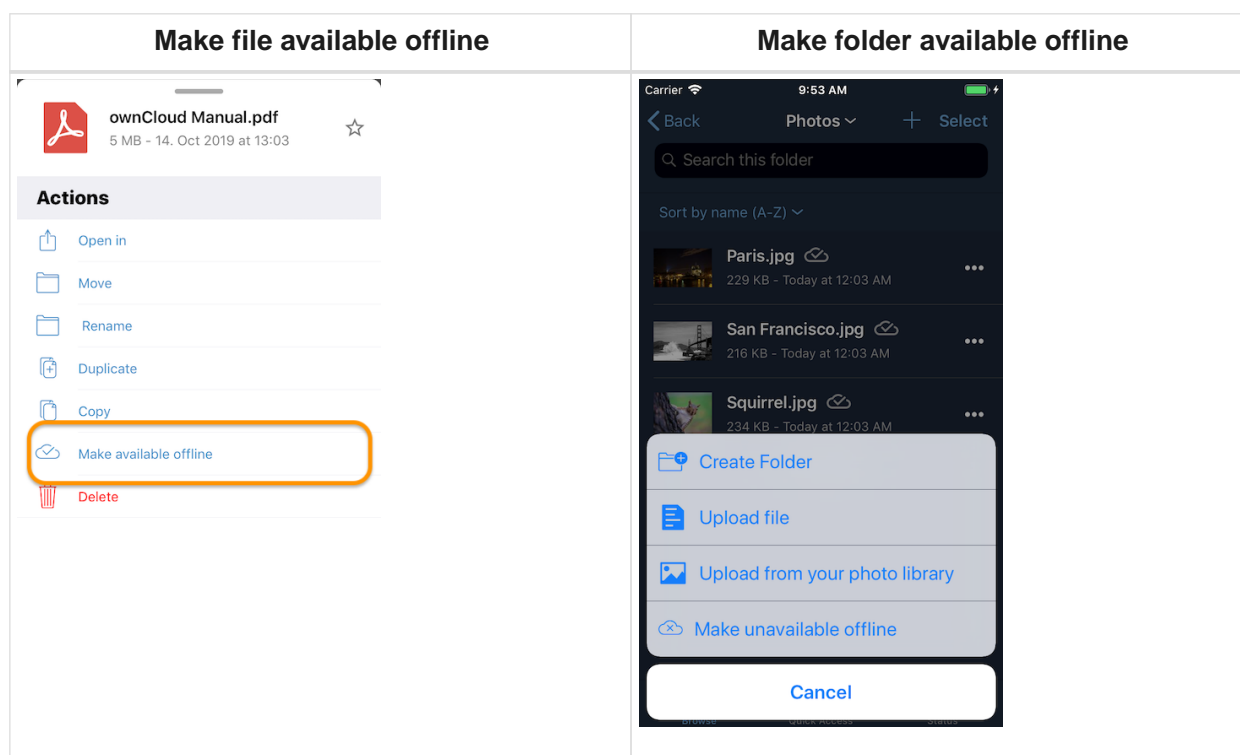 Make file available offline
Make folder available offline
ownCloud Manual.pdf
5 MB - 14. Oct 2019 at 13:03
Actions
Open in
Move
Rename
Duplicate
Copy
Make available offline
Delete
Carrier 9:53 AM
Back Photos + Select
Search this folder
Sort by name (A-Z)
Paris.jpg
229 KB - Today at 12:03 AM
San Francisco.jpg
216 KB - Today at 12:03 AM
Squirrel.jpg
234 KB - Today at 12:03 AM
Create Folder
Upload file
Upload from your photo library
Make unavailable offline
Cancel
Browse Quick Access Status